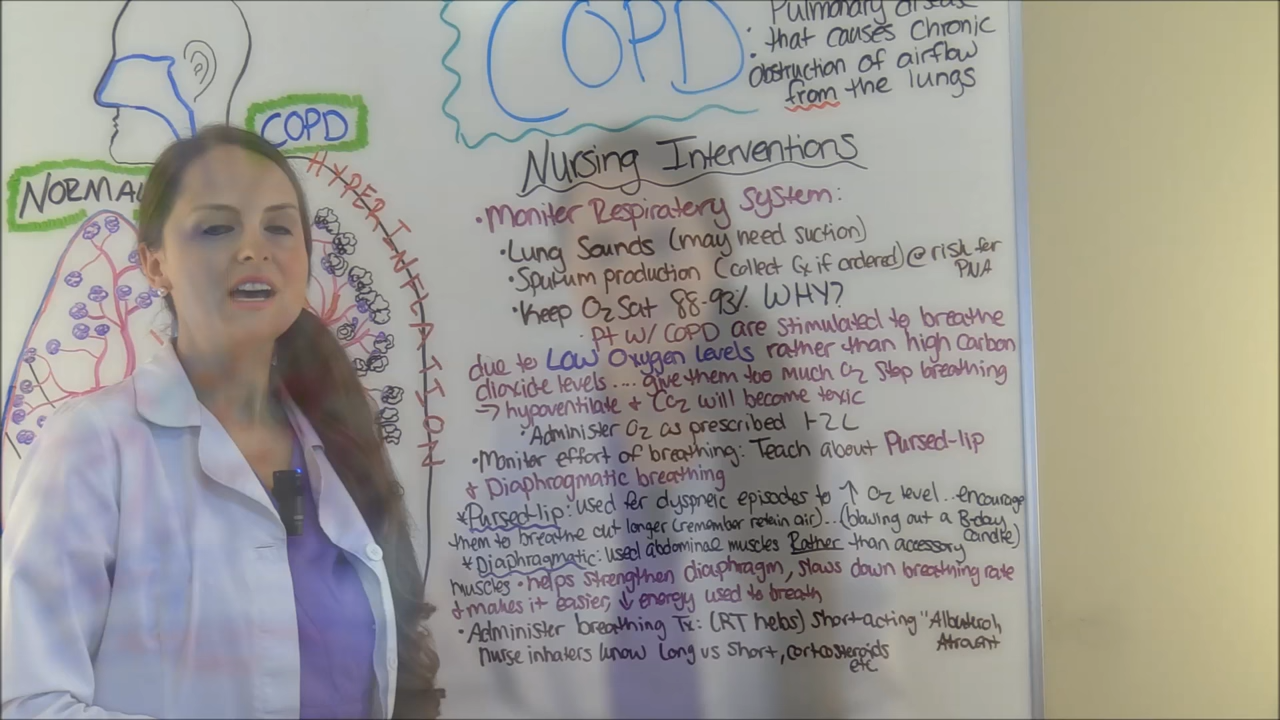 COPD
Pulmonary disease
• that causes Chronic
• obstruction of airflow
from the lungs
COPD
NORMA
HYPERINFLATION
Nursing Interventions
• Moniter Respiratery System:
• Lung Sounds (may need suction)
• Sputum production (collect Cx if ordered) @ risk for
PNA
• Keep O2 Sat 88-93% WHY?
• Pt w/ COPD are stimulated to breathe
due to Low Oxygen Levels rather than high carbon
dioxide levels.... give them too much O2 stop breathing
→ hypoventilate + CO2 will become toxic
• Administer O2 as prescribed 1-2 L
• Monitor effort of breathing: Teach about Pursed-lip
+ Diaphragmatic breathing
* Pursed-lip: used for dyspneic episodes to ↑ O2 level...encourage
them to breathe out longer (remember retain air)...(blowing out a B-day
candle)
* Diaphragmatic: used abdominal muscles Rather than accessory
muscles • helps strengthen diaphragm, slows down breathing rate
+ makes it easier, ↓ energy used to breath
• Administer breathing Tx: (RT helps) Short-acting "Albuterol,
Atrovent
Nurse inhalers know Long vs Short, corticosteroids
etc